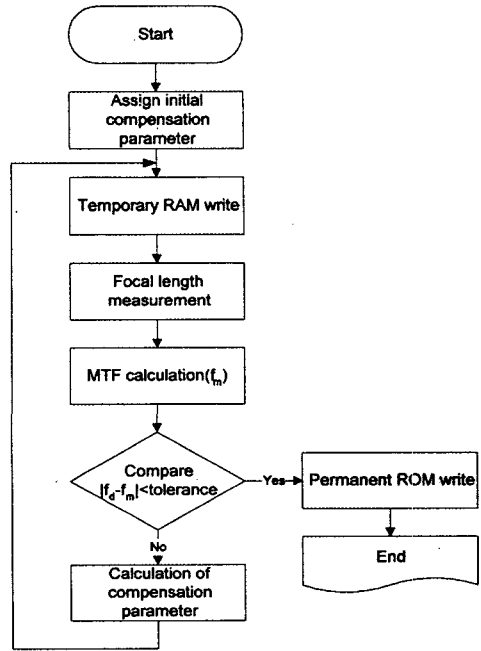 Start
Assign initial
compensation
parameter
Temporary RAM write
Focal length
measurement
MTF calculation(fm)
Compare
|fd-fm|<tolerance
Yes
Permanent ROM write
End
No
Calculation of
compensation
parameter